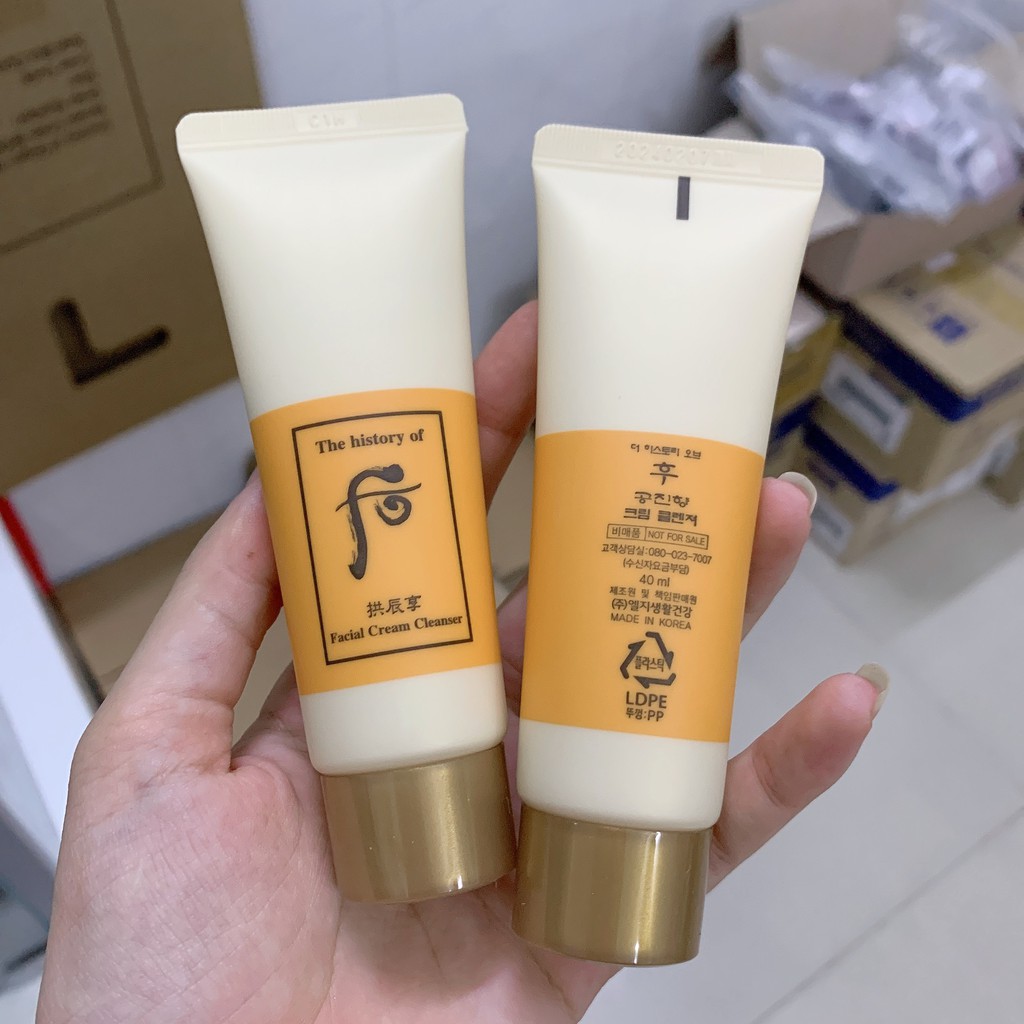 The history of
后
拱辰享
Facial Cream Cleanser
더 히스토리 오브
후
공진향
크림 클렌저
비매품 NOT FOR SALE
고객상담실:080-023-7007
(수신자요금부담)
40 ml
제조원 및 책임판매원
(주)엘지생활건강
MADE IN KOREA
플라스틱
LDPE
뚜껑:PP
L